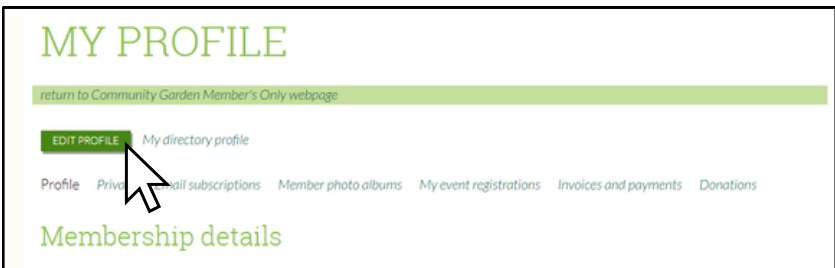 MY PROFILE
return to Community Garden Member's Only webpage
EDIT PROFILE My directory profile
Profile Email subscriptions Member photo albums My event registrations Invoices and payments Donations
Membership details